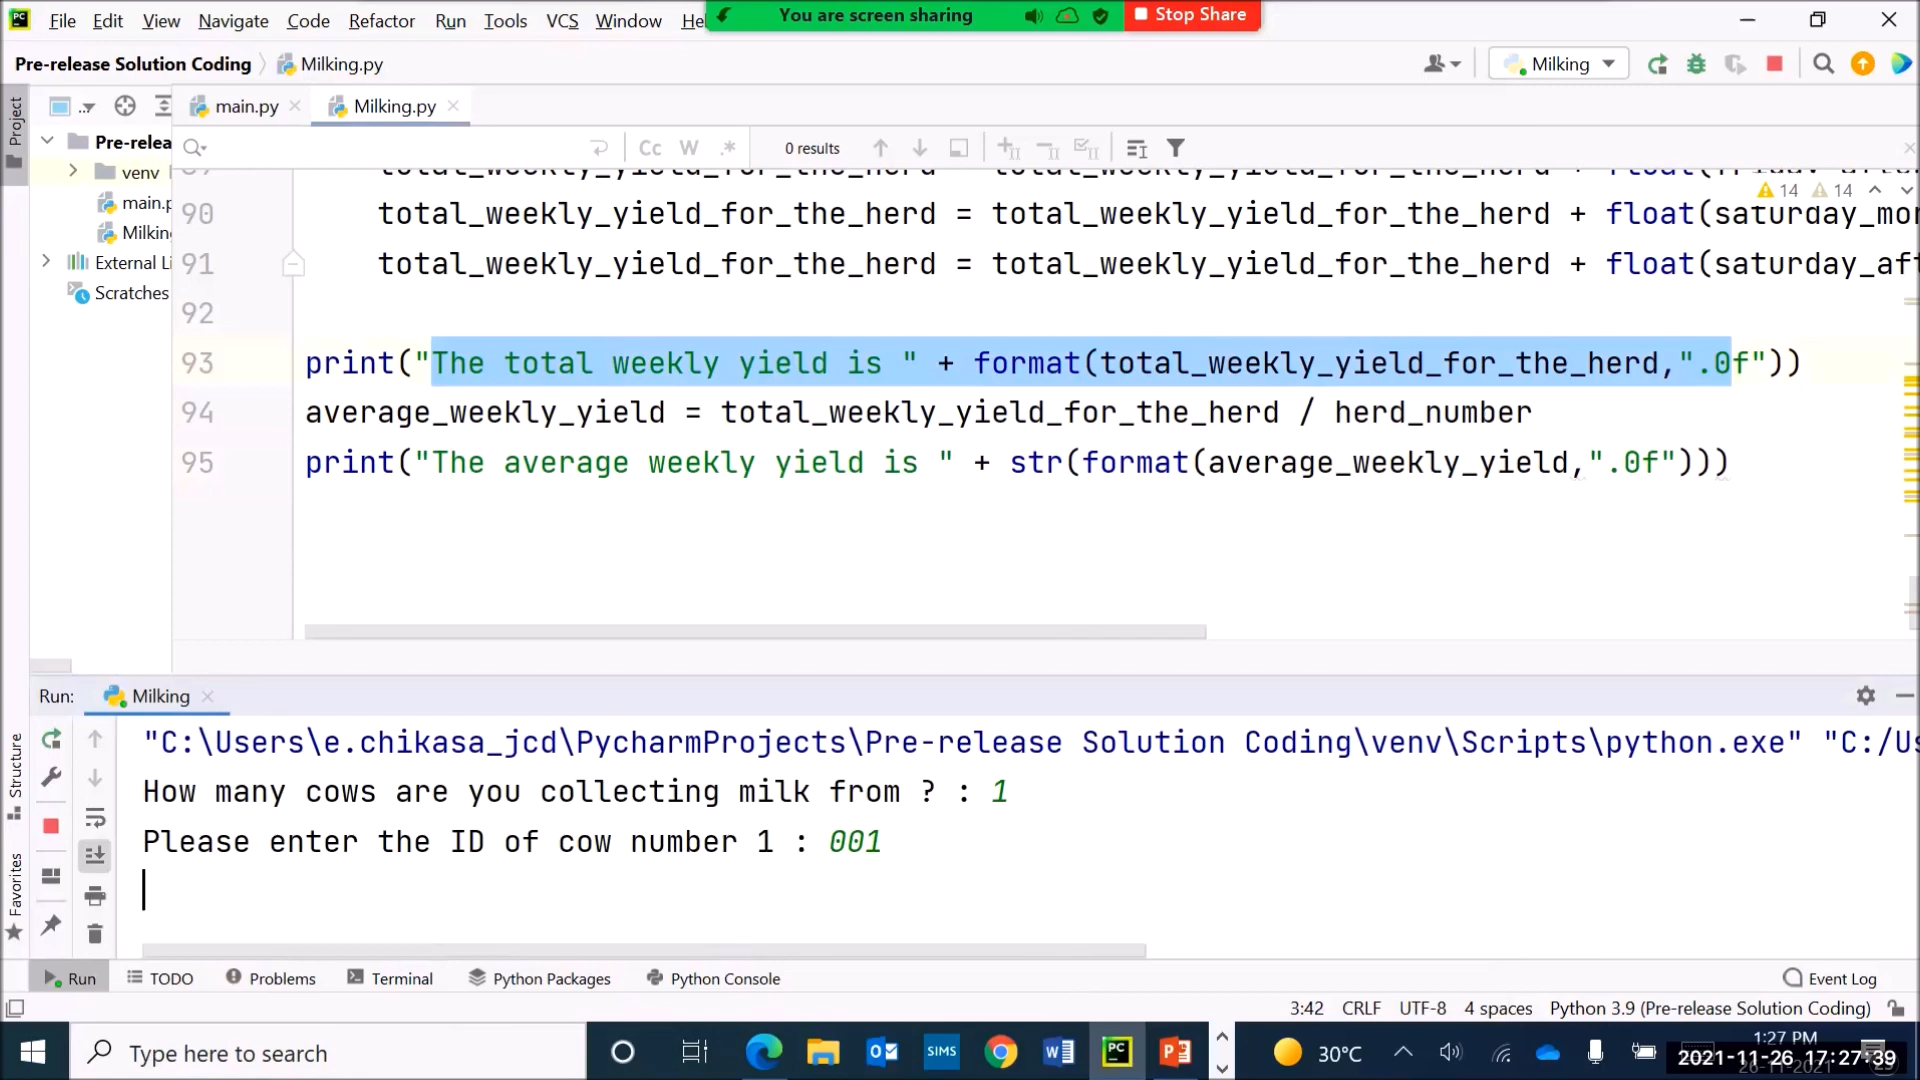 File Edit View Navigate Code Refactor Run Tools VCS Window
You are screen sharing
Stop Share
Pre-release Solution Coding Milking.py
Milking
Project
main.py
Milking.py
Pre-relea
venv
main.p
Milkin
External Li
Scratches
Cc W .*
0 results
14 14
90 total_weekly_yield_for_the_herd = total_weekly_yield_for_the_herd + float(saturday_mor
91 total_weekly_yield_for_the_herd = total_weekly_yield_for_the_herd + float(saturday_aft
92
93 print("The total weekly yield is " + format(total_weekly_yield_for_the_herd,".0f"))
94 average_weekly_yield = total_weekly_yield_for_the_herd / herd_number
95 print("The average weekly yield is " + str(format(average_weekly_yield,".0f")))
Run: Milking
"C:\Users\e.chikasa_jcd\PycharmProjects\Pre-release Solution Coding\venv\Scripts\python.exe" "C:/Us
How many cows are you collecting milk from ? : 1
Please enter the ID of cow number 1 : 001
Structure
Favorites
Run TODO Problems Terminal Python Packages Python Console Event Log
3:42 CRLF UTF-8 4 spaces Python 3.9 (Pre-release Solution Coding)
Type here to search
SIMS
30°C
1:27 PM
2021-11-26 17:27:39